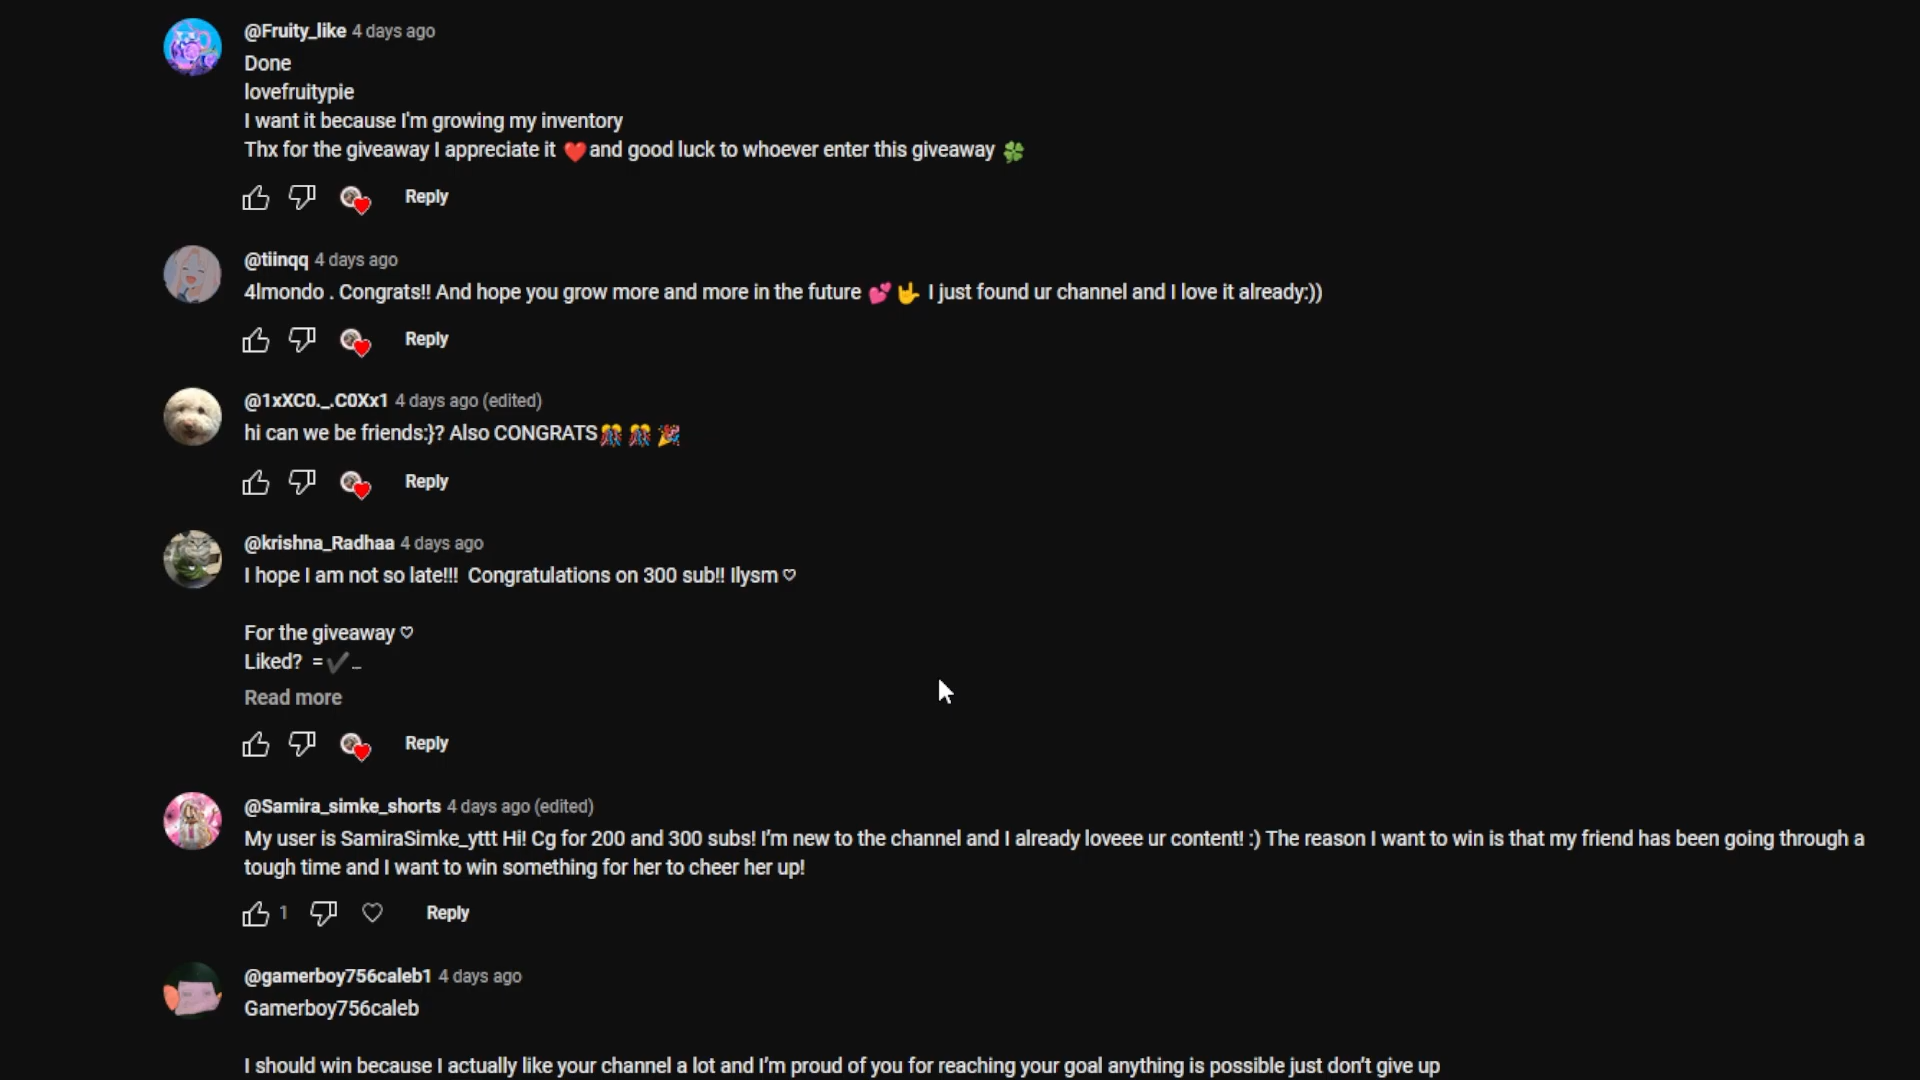 @Fruity_like 4 days ago
Done
lovefruitypie
I want it because I'm growing my inventory
Thx for the giveaway I appreciate it ❤️and good luck to whoever enter this giveaway 🍀
Reply
@tiinqq 4 days ago
4lmondo . Congrats!! And hope you grow more and more in the future 💕🤟 I just found ur channel and I love it already:))
Reply
@1xXC0._.C0Xx1 4 days ago (edited)
hi can we be friends:}? Also CONGRATS🎊 🎊 🎉
Reply
@krishna_Radhaa 4 days ago
I hope I am not so late!!! Congratulations on 300 sub!! Ilysm ♡
For the giveaway ♡
Liked? =✔️...
Read more
Reply
@Samira_simke_shorts 4 days ago (edited)
My user is SamiraSimke_yttt Hi! Cg for 200 and 300 subs! I'm new to the channel and I already loveee ur content! :) The reason I want to win is that my friend has been going through a
tough time and I want to win something for her to cheer her up!
1 Reply
@gamerboy756caleb1 4 days ago
Gamerboy756caleb
I should win because I actually like your channel a lot and I'm proud of you for reaching your goal anything is possible just don't give up